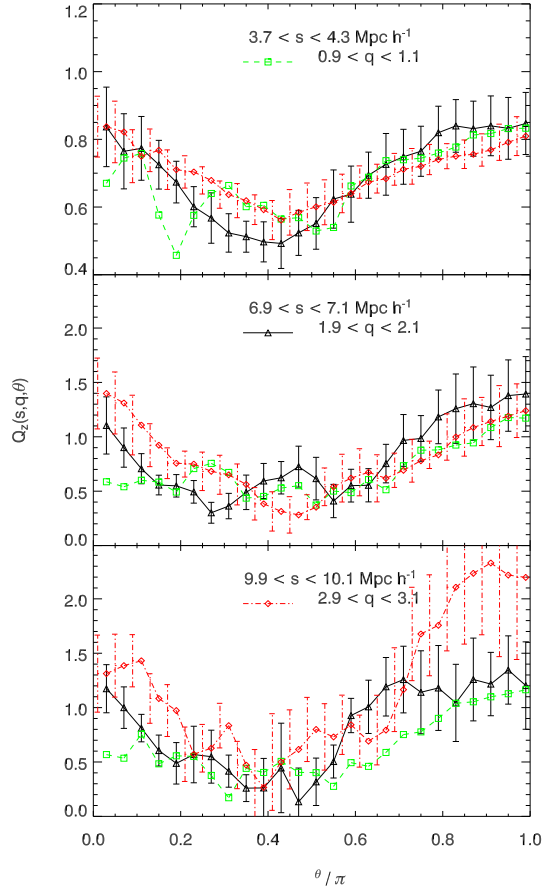 1.2
3.7 < s < 4.3 Mpc h⁻¹
0.9 < q < 1.1
1.0
0.8
0.6
0.4
6.9 < s < 7.1 Mpc h⁻¹
1.9 < q < 2.1
2.0
1.5
1.0
0.5
0.0
Q_z(s,q,θ)
9.9 < s < 10.1 Mpc h⁻¹
2.9 < q < 3.1
2.0
1.5
1.0
0.5
0.0
0.0 0.2 0.4 0.6 0.8 1.0
θ/π